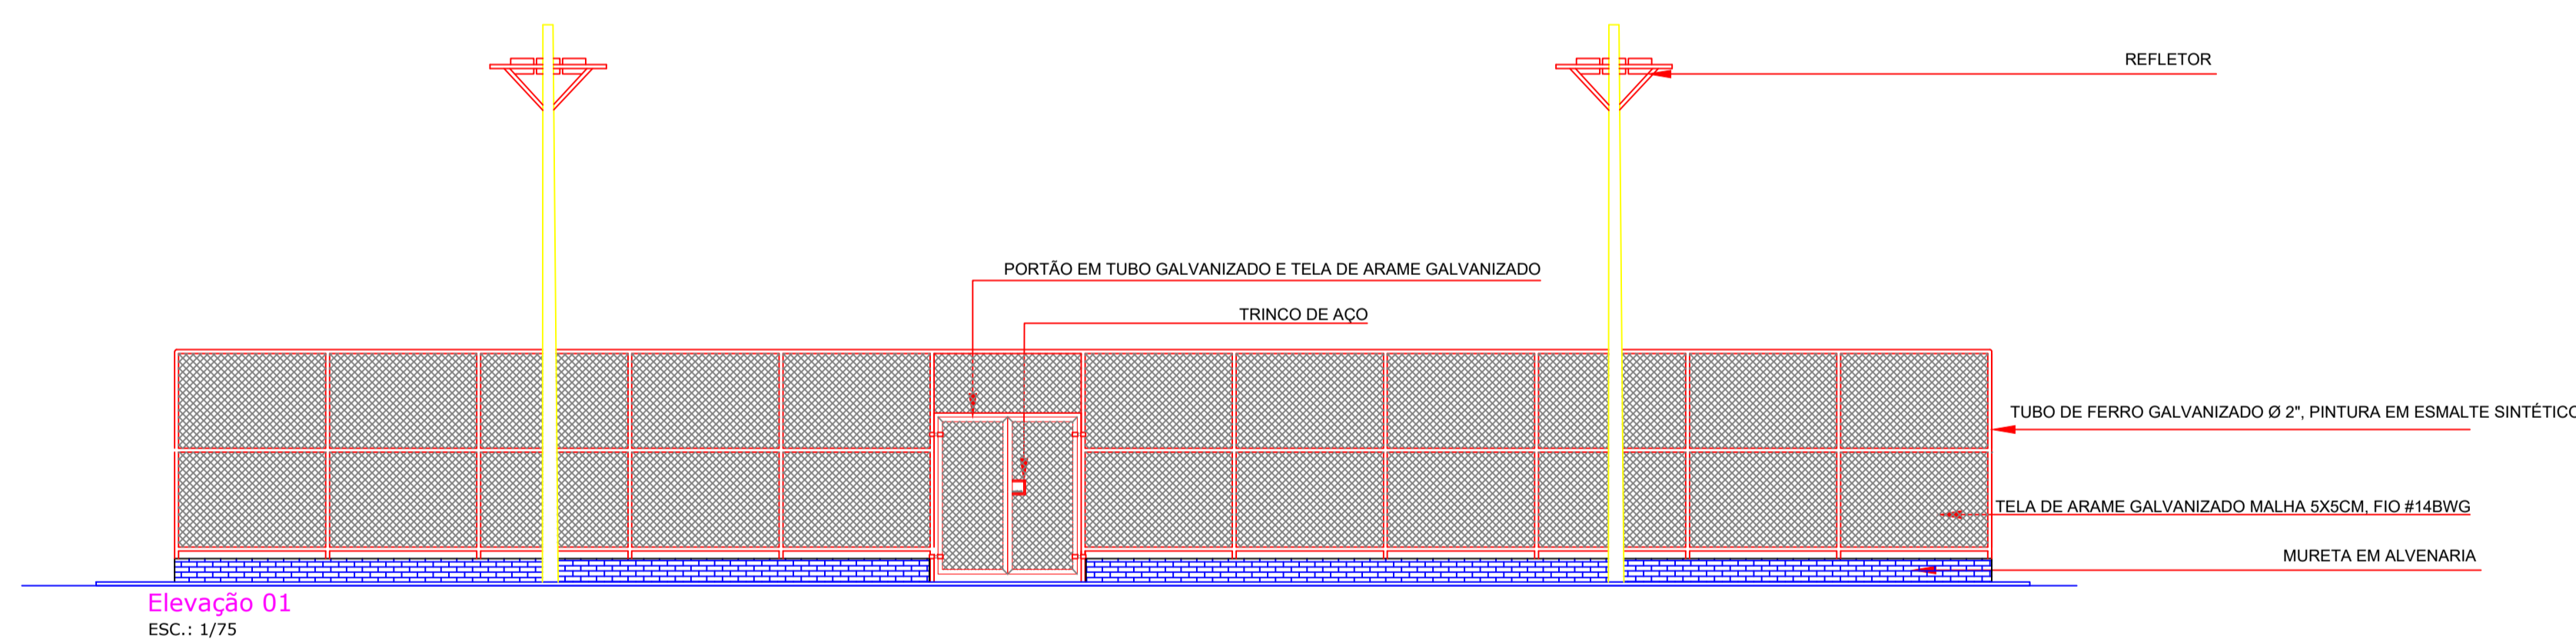 REFLETOR
PORTÃO EM TUBO GALVANIZADO E TELA DE ARAME GALVANIZADO
TRINCO DE AÇO
TUBO DE FERRO GALVANIZADO Ø 2", PINTURA EM ESMALTE SINTÉTICO
TELA DE ARAME GALVANIZADO MALHA 5X5CM, FIO #14BWG
MURETA EM ALVENARIA
Elevação 01
ESC.: 1/75